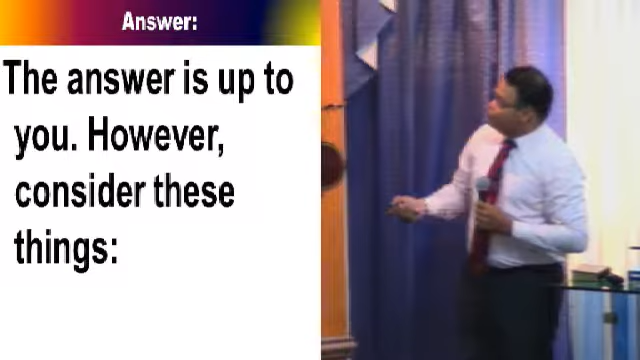 Answer:
The answer is up to
you. However,
consider these
things: